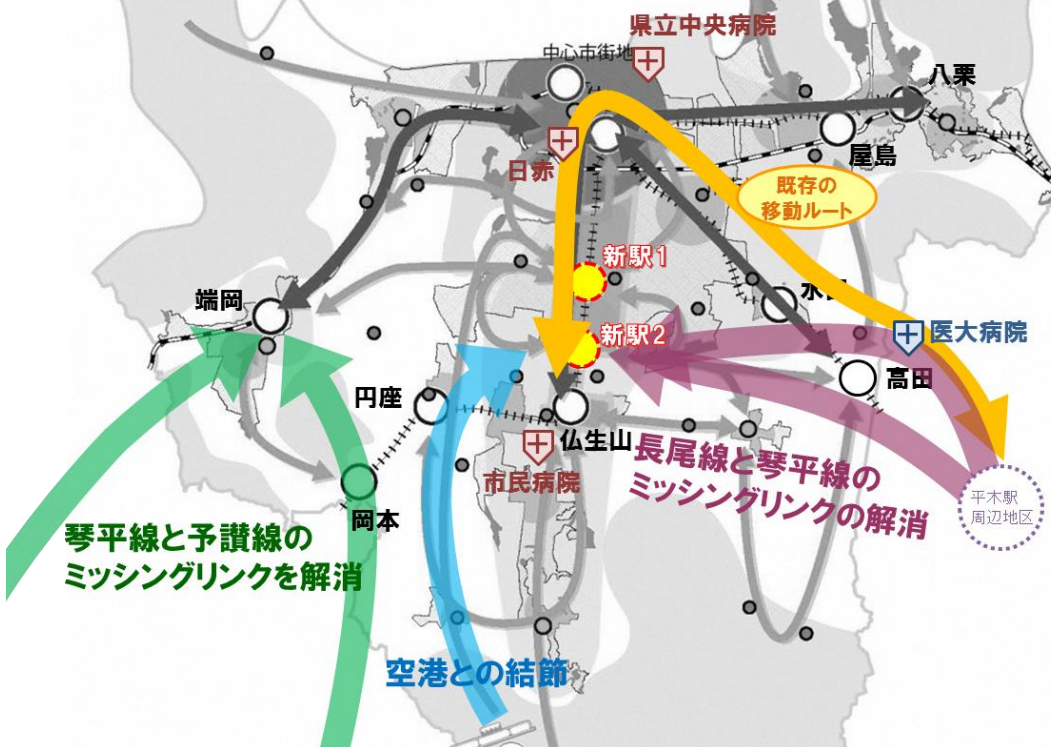 県立中央病院
中心市街地
八栗
日赤
屋島
既存の
移動ルート
新駅1
端岡
新駅2
医大病院
高田
円座
仏生山
長尾線と琴平線の
ミッシングリンクの解消
市民病院
平木駅
周辺地区
岡本
琴平線と予讃線の
ミッシングリンクを解消
空港との結節